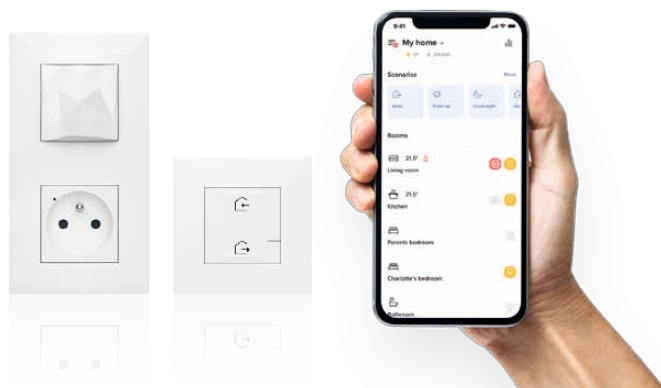 9:41
My home
Scenarios
More
Wake up
Good night
Rooms
21.5°
Living room
21.5°
Kitchen
Parents bedroom
Charlotte's bedroom
Bathroom